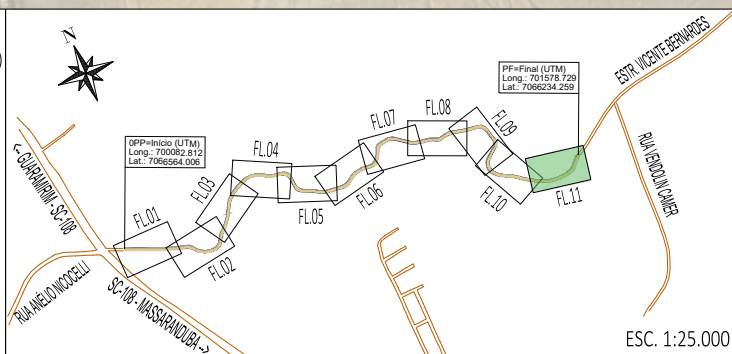 N
ESTR. VICENTE BERNARDES
PF=Final (UTM)
Long.: 701578.729
Lat.: 7066234.259
0PP=Início (UTM)
Long.: 700082.812
Lat.: 7066564.006
<- GUARAMIRIM - SC-108
FL.01
FL.02
FL.03
FL.04
FL.05
FL.06
FL.07
FL.08
FL.09
FL.10
FL.11
RUA VENDOLIN CAMER
RUA ANÉLIO NICOCELLI
SC-108 - MASSARANDUBA ->
ESC. 1:25.000